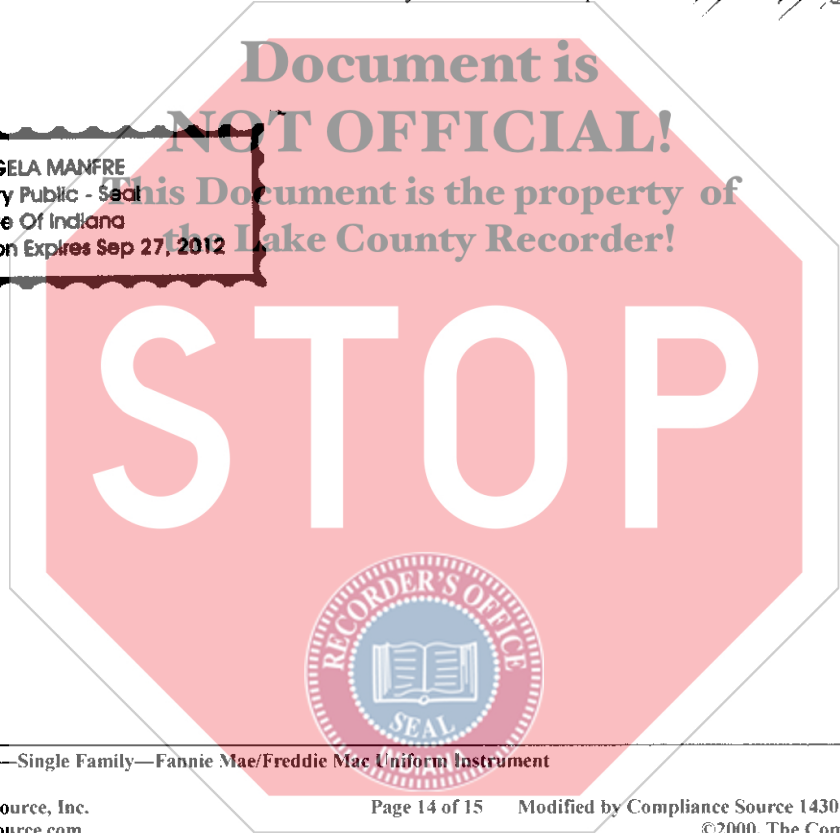 Document is
NOT OFFICIAL!
This Document is the property of
the Lake County Recorder!
GELA MANFRE
y Public - Seal
e Of Indiana
on Expires Sep 27, 2012
STOP
RECORDER'S OFFICE
SEAL
INDIANA
—Single Family—Fannie Mae/Freddie Mac Uniform Instrument
ource, Inc.
Page 14 of 15 Modified by Compliance Source 1430
ource.com
©2000, The Com